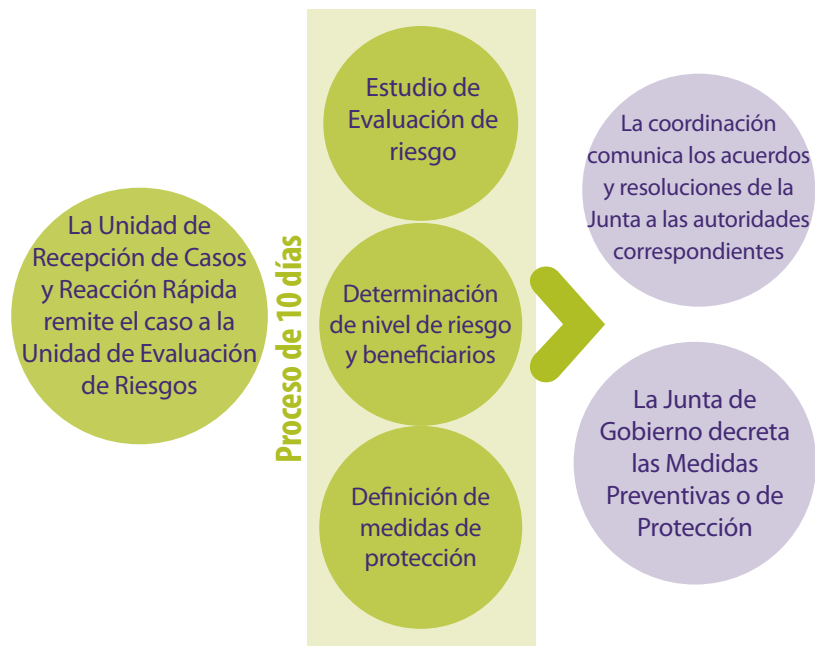 La Unidad de
Recepción de Casos
y Reacción Rápida
remite el caso a la
Unidad de Evaluación
de Riesgos
Proceso de 10 días
Estudio de
Evaluación de
riesgo
Determinación
de nivel de riesgo
y beneficiarios
Definición de
medidas de
protección
La coordinación
comunica los acuerdos
y resoluciones de la
Junta a las autoridades
correspondientes
La Junta de
Gobierno decreta
las Medidas
Preventivas o de
Protección